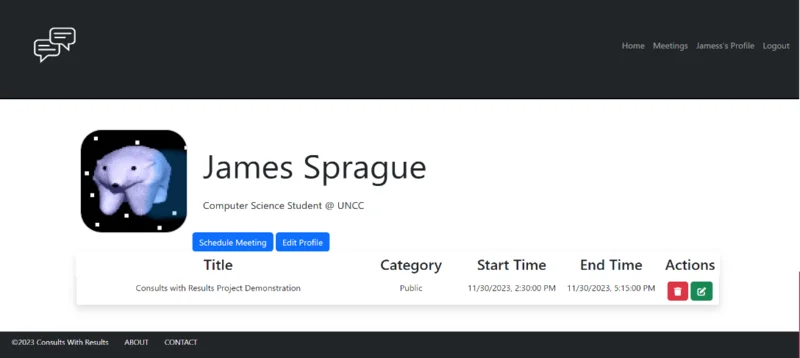 Home Meetings Jamess's Profile Logout
James Sprague
Computer Science Student @ UNCC
Schedule Meeting Edit Profile
Title Category Start Time End Time Actions
Consults with Results Project Demonstration Public 11/30/2023, 2:30:00 PM 11/30/2023, 5:15:00 PM
©2023 Consults With Results ABOUT CONTACT